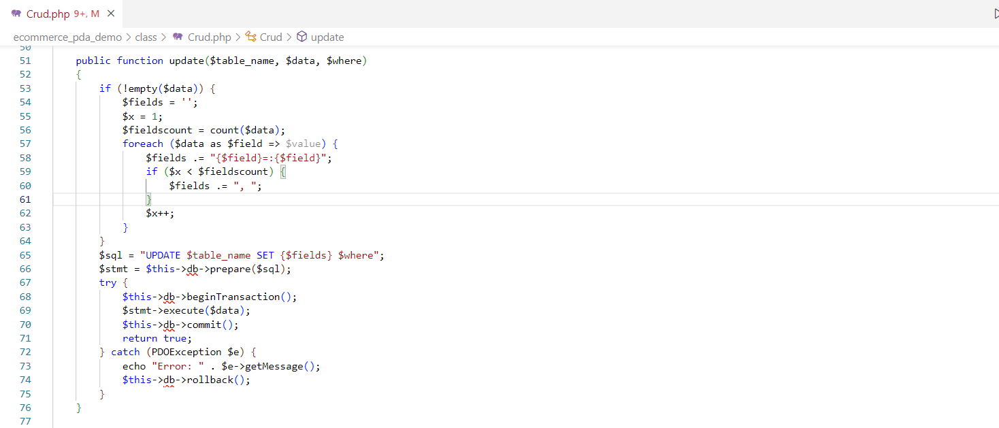 Crud.php 9+, M
ecommerce_pda_demo > class > Crud.php > Crud > update
50
51 public function update($table_name, $data, $where)
52 {
53 if (!empty($data)) {
54 $fields = '';
55 $x = 1;
56 $fieldscount = count($data);
57 foreach ($data as $field => $value) {
58 $fields .= "{$field}=:{$field}";
59 if ($x < $fieldscount) {
60 $fields .= ", ";
61 }
62 $x++;
63 }
64 }
65 $sql = "UPDATE $table_name SET {$fields} $where";
66 $stmt = $this->db->prepare($sql);
67 try {
68 $this->db->beginTransaction();
69 $stmt->execute($data);
70 $this->db->commit();
71 return true;
72 } catch (PDOException $e) {
73 echo "Error: " . $e->getMessage();
74 $this->db->rollback();
75 }
76 }
77